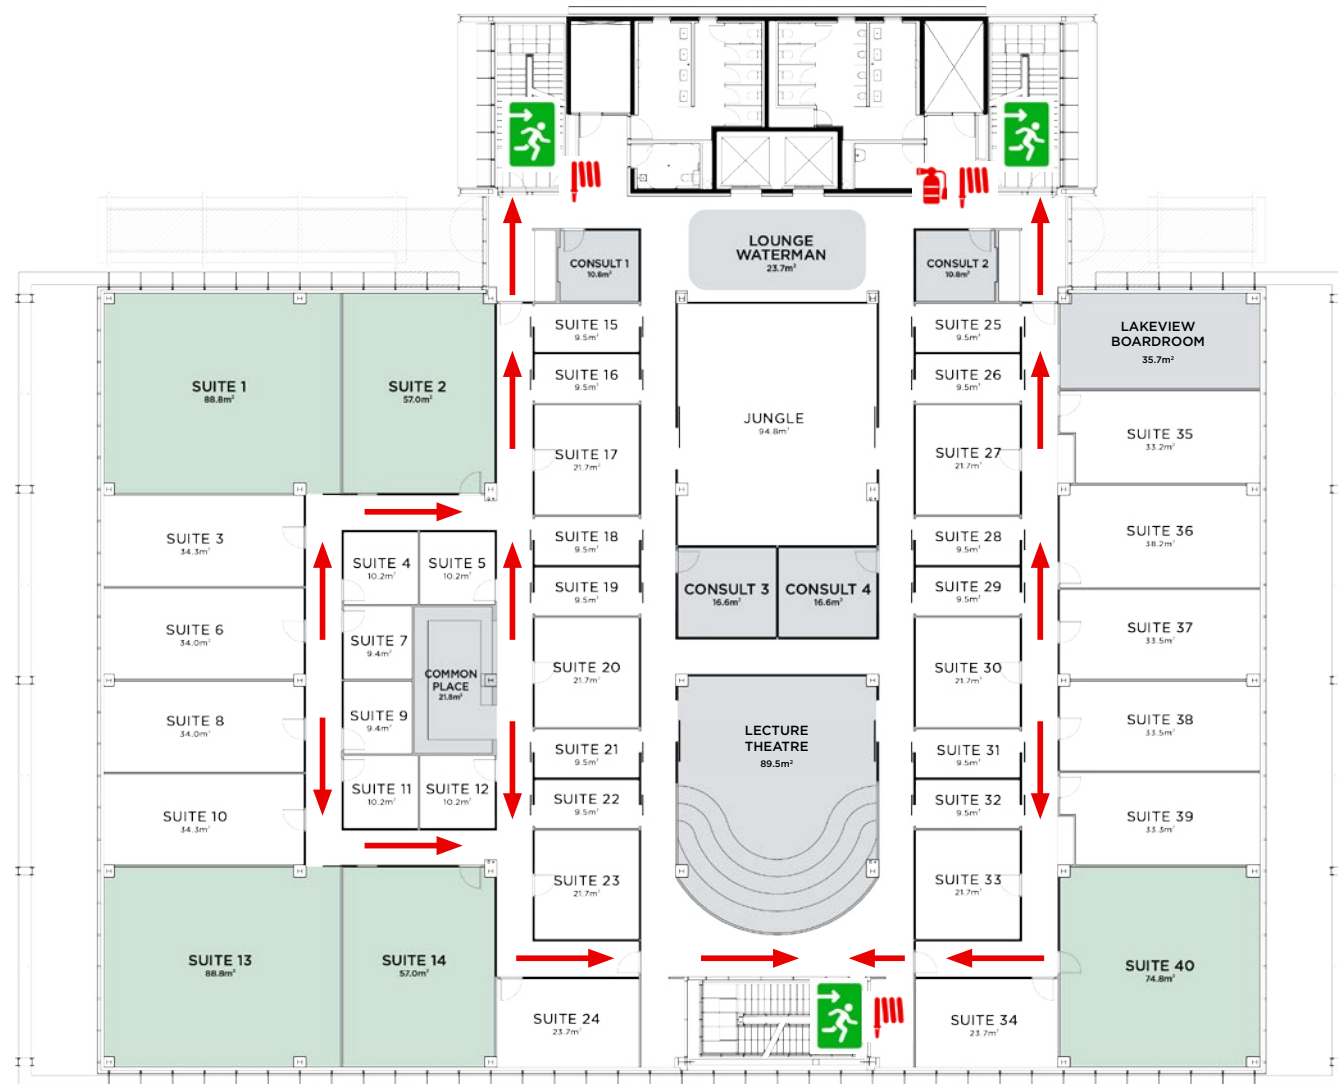 LOUNGE
WATERMAN
23.7m²
CONSULT 1
10.8m²
CONSULT 2
10.8m²
SUITE 1
88.8m²
SUITE 2
57.0m²
SUITE 15
9.5m²
SUITE 16
9.5m²
SUITE 17
21.7m²
JUNGLE
94.8m²
SUITE 25
9.5m²
SUITE 26
9.5m²
SUITE 27
21.7m²
LAKEVIEW
BOARDROOM
35.7m²
SUITE 35
33.2m²
SUITE 3
34.3m²
SUITE 4
10.2m²
SUITE 5
10.2m²
SUITE 18
9.5m²
SUITE 19
9.5m²
CONSULT 3
16.6m²
CONSULT 4
16.6m²
SUITE 28
9.5m²
SUITE 29
9.5m²
SUITE 36
38.2m²
SUITE 6
34.0m²
SUITE 7
9.4m²
COMMON
PLACE
21.8m²
SUITE 20
21.7m²
SUITE 30
21.7m²
SUITE 37
33.5m²
SUITE 8
34.0m²
SUITE 9
9.4m²
SUITE 21
9.5m²
LECTURE
THEATRE
89.5m²
SUITE 31
9.5m²
SUITE 38
33.5m²
SUITE 10
34.3m²
SUITE 11
10.2m²
SUITE 12
10.2m²
SUITE 22
9.5m²
SUITE 32
9.5m²
SUITE 39
33.3m²
SUITE 23
21.7m²
SUITE 33
21.7m²
SUITE 13
88.8m²
SUITE 14
57.0m²
SUITE 40
74.8m²
SUITE 24
23.7m²
SUITE 34
23.7m²